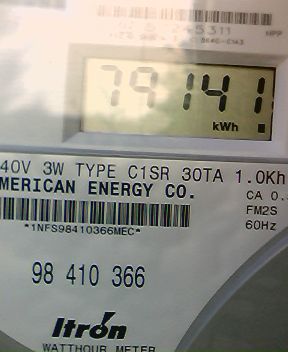 79141
kWh
40V 3W TYPE C1SR 30TA 1.0Kh
MERICAN ENERGY CO.
CA 0.
FM2S
60Hz
*1NFS98410366MEC*
98 410 366
Itron
WATTHOUR METER